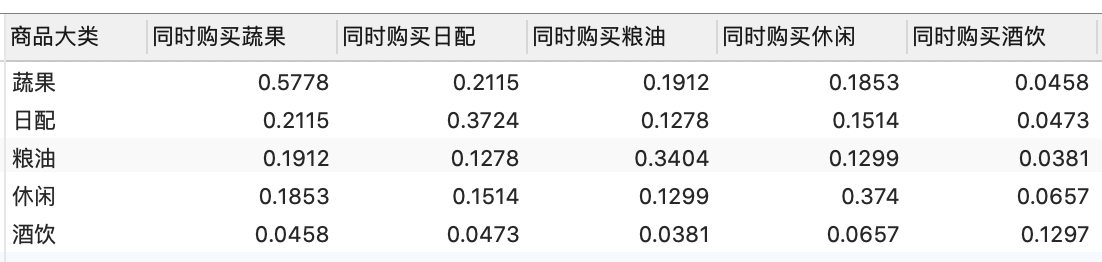 商品大类 同时购买蔬果 同时购买日配 同时购买粮油 同时购买休闲 同时购买酒饮
蔬果 0.5778 0.2115 0.1912 0.1853 0.0458
日配 0.2115 0.3724 0.1278 0.1514 0.0473
粮油 0.1912 0.1278 0.3404 0.1299 0.0381
休闲 0.1853 0.1514 0.1299 0.374 0.0657
酒饮 0.0458 0.0473 0.0381 0.0657 0.1297